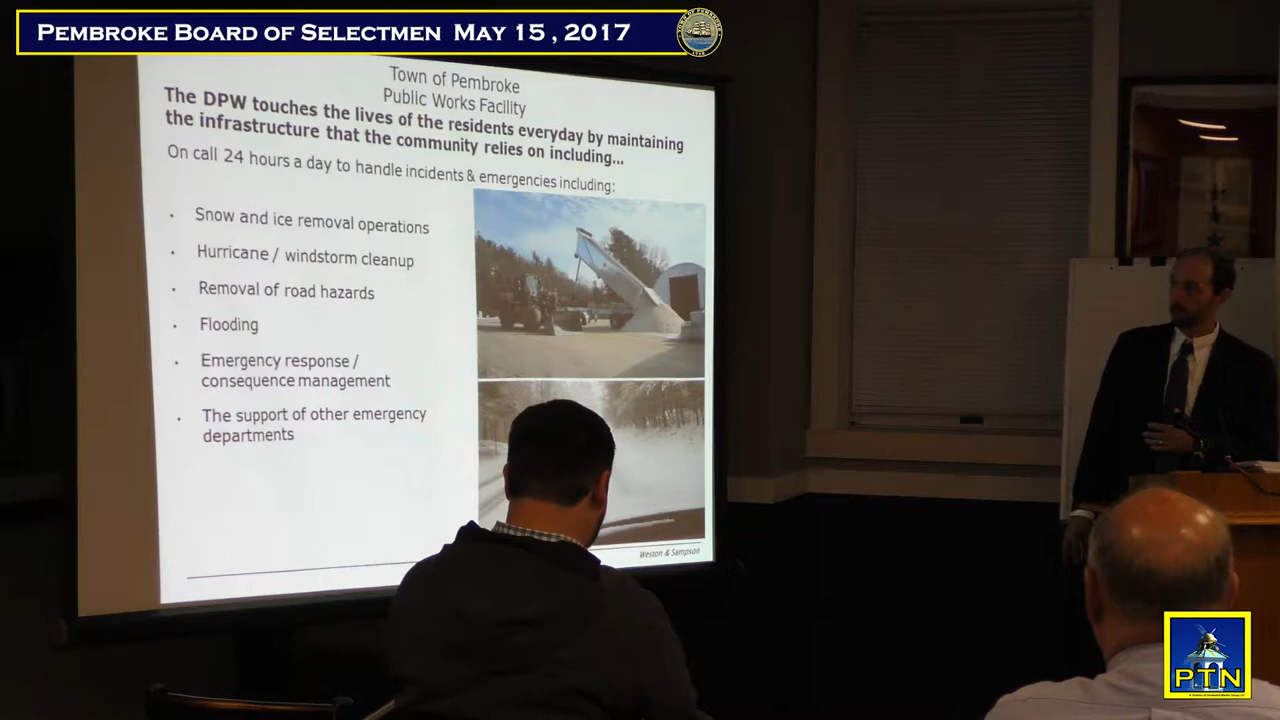 PEMBROKE BOARD OF SELECTMEN MAY 15, 2017
Town of Pembroke
Public Works Facility
The DPW touches the lives of the residents everyday by maintaining
the infrastructure that the community relies on including...
On call 24 hours a day to handle incidents & emergencies including:
· Snow and ice removal operations
· Hurricane / windstorm cleanup
· Removal of road hazards
· Flooding
· Emergency response /
consequence management
· The support of other emergency
departments
Weston & Sampson
PTN